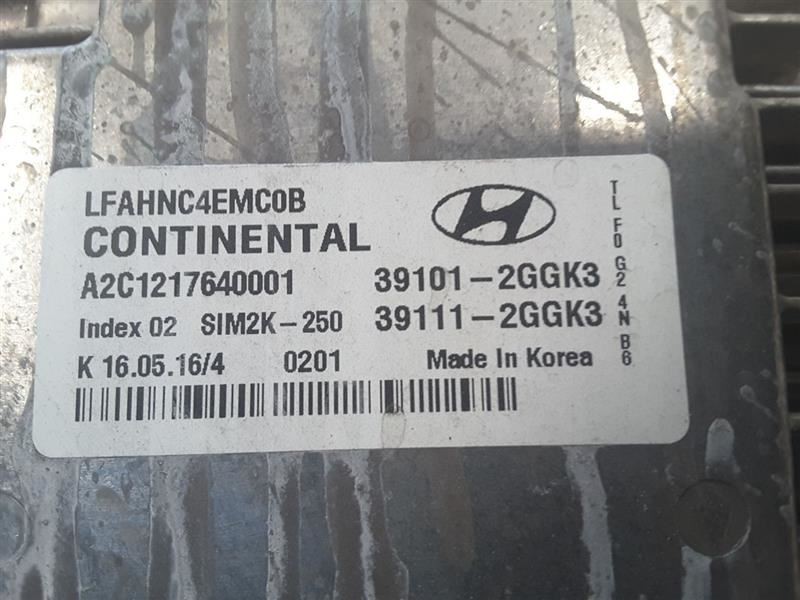 LFAHNC4EMC0B
CONTINENTAL
A2C1217640001 39101-2GGK3
Index 02 SIM2K-250 39111-2GGK3
K 16.05.16/4 0201 Made In Korea
TL F0 G2 4N B6